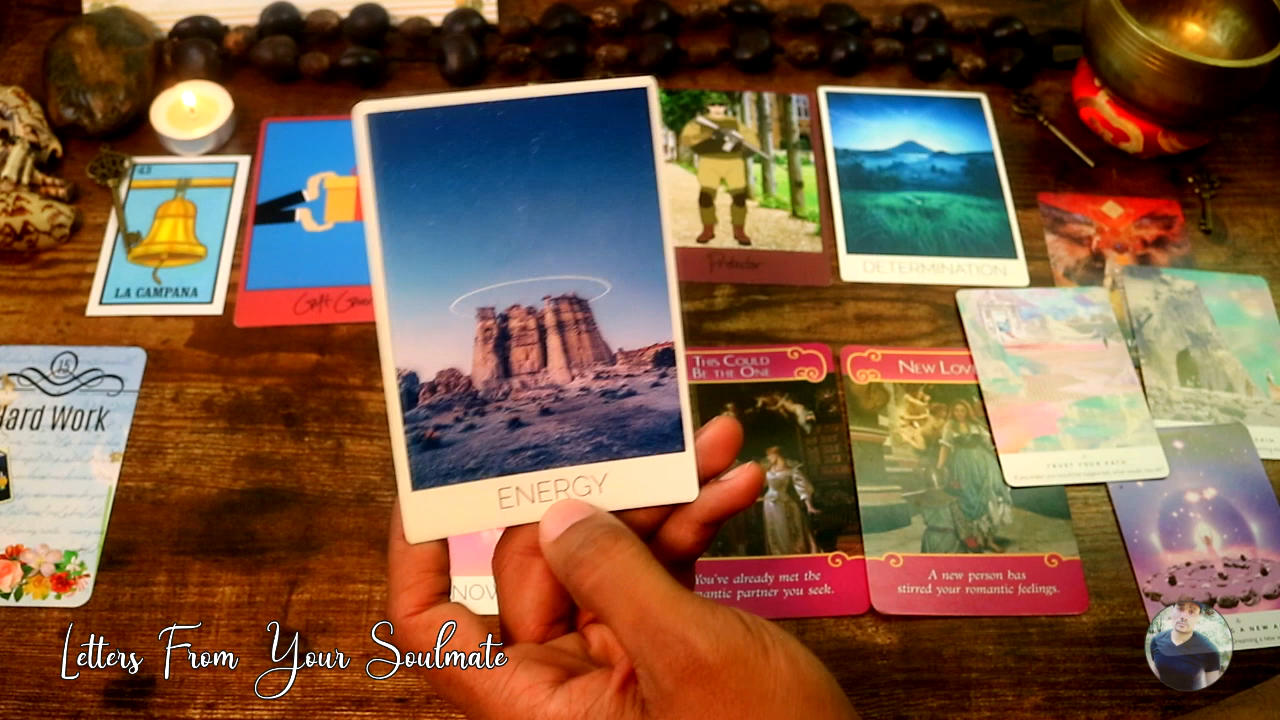 43
LA CAMPANA
DETERMINATION
Protector
15
Hard Work
ENERGY
THIS COULD
BE THE ONE
You've already met the
romantic partner you seek.
NEW LOVE
A new person has
stirred your romantic feelings.
TRUST YOUR PATH
NOW
A NEW
Letters From Your Soulmate